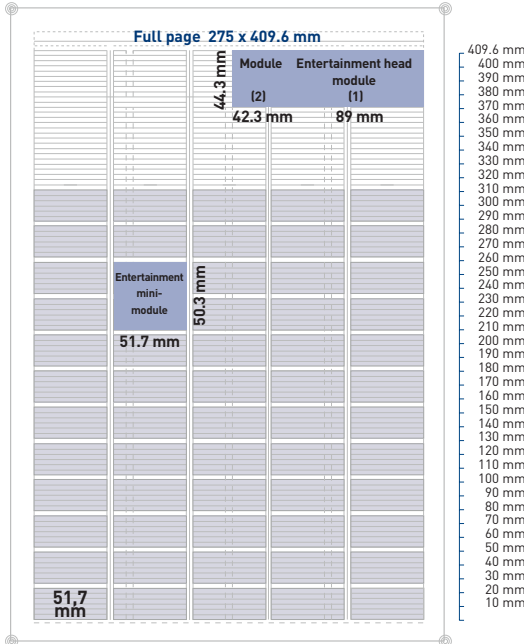 Full page 275 x 409.6 mm
44.3 mm
Module
(2)
Entertainment head
module
(1)
42.3 mm
89 mm
Entertainment
mini-
module
50.3 mm
51.7 mm
51,7
mm
409.6 mm
400 mm
390 mm
380 mm
370 mm
360 mm
350 mm
340 mm
330 mm
320 mm
310 mm
300 mm
290 mm
280 mm
270 mm
260 mm
250 mm
240 mm
230 mm
220 mm
210 mm
200 mm
190 mm
180 mm
170 mm
160 mm
150 mm
140 mm
130 mm
120 mm
110 mm
100 mm
90 mm
80 mm
70 mm
60 mm
50 mm
40 mm
30 mm
20 mm
10 mm